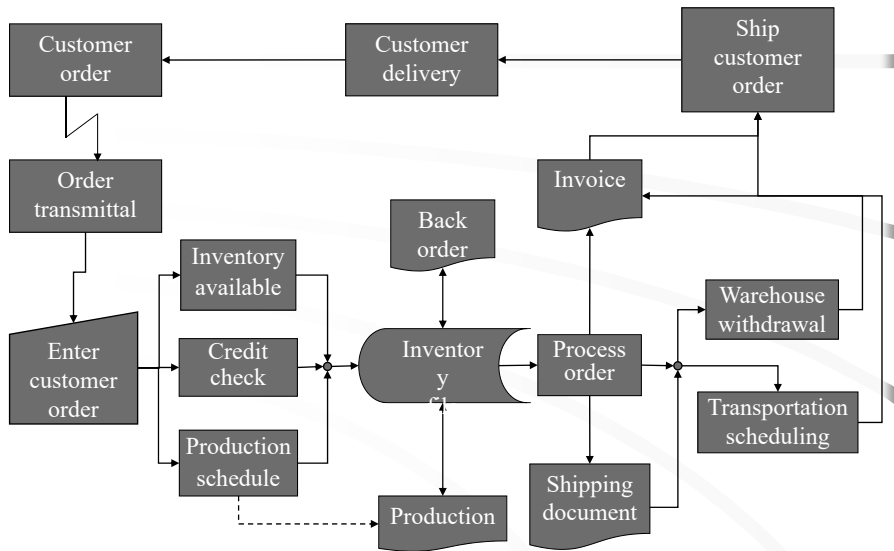 Customer
order
Customer
delivery
Ship
customer
order
Order
transmittal
Invoice
Back
order
Inventory
available
Warehouse
withdrawal
Enter
customer
order
Credit
check
Inventor
y
Process
order
Transportation
scheduling
Production
schedule
Shipping
document
Production